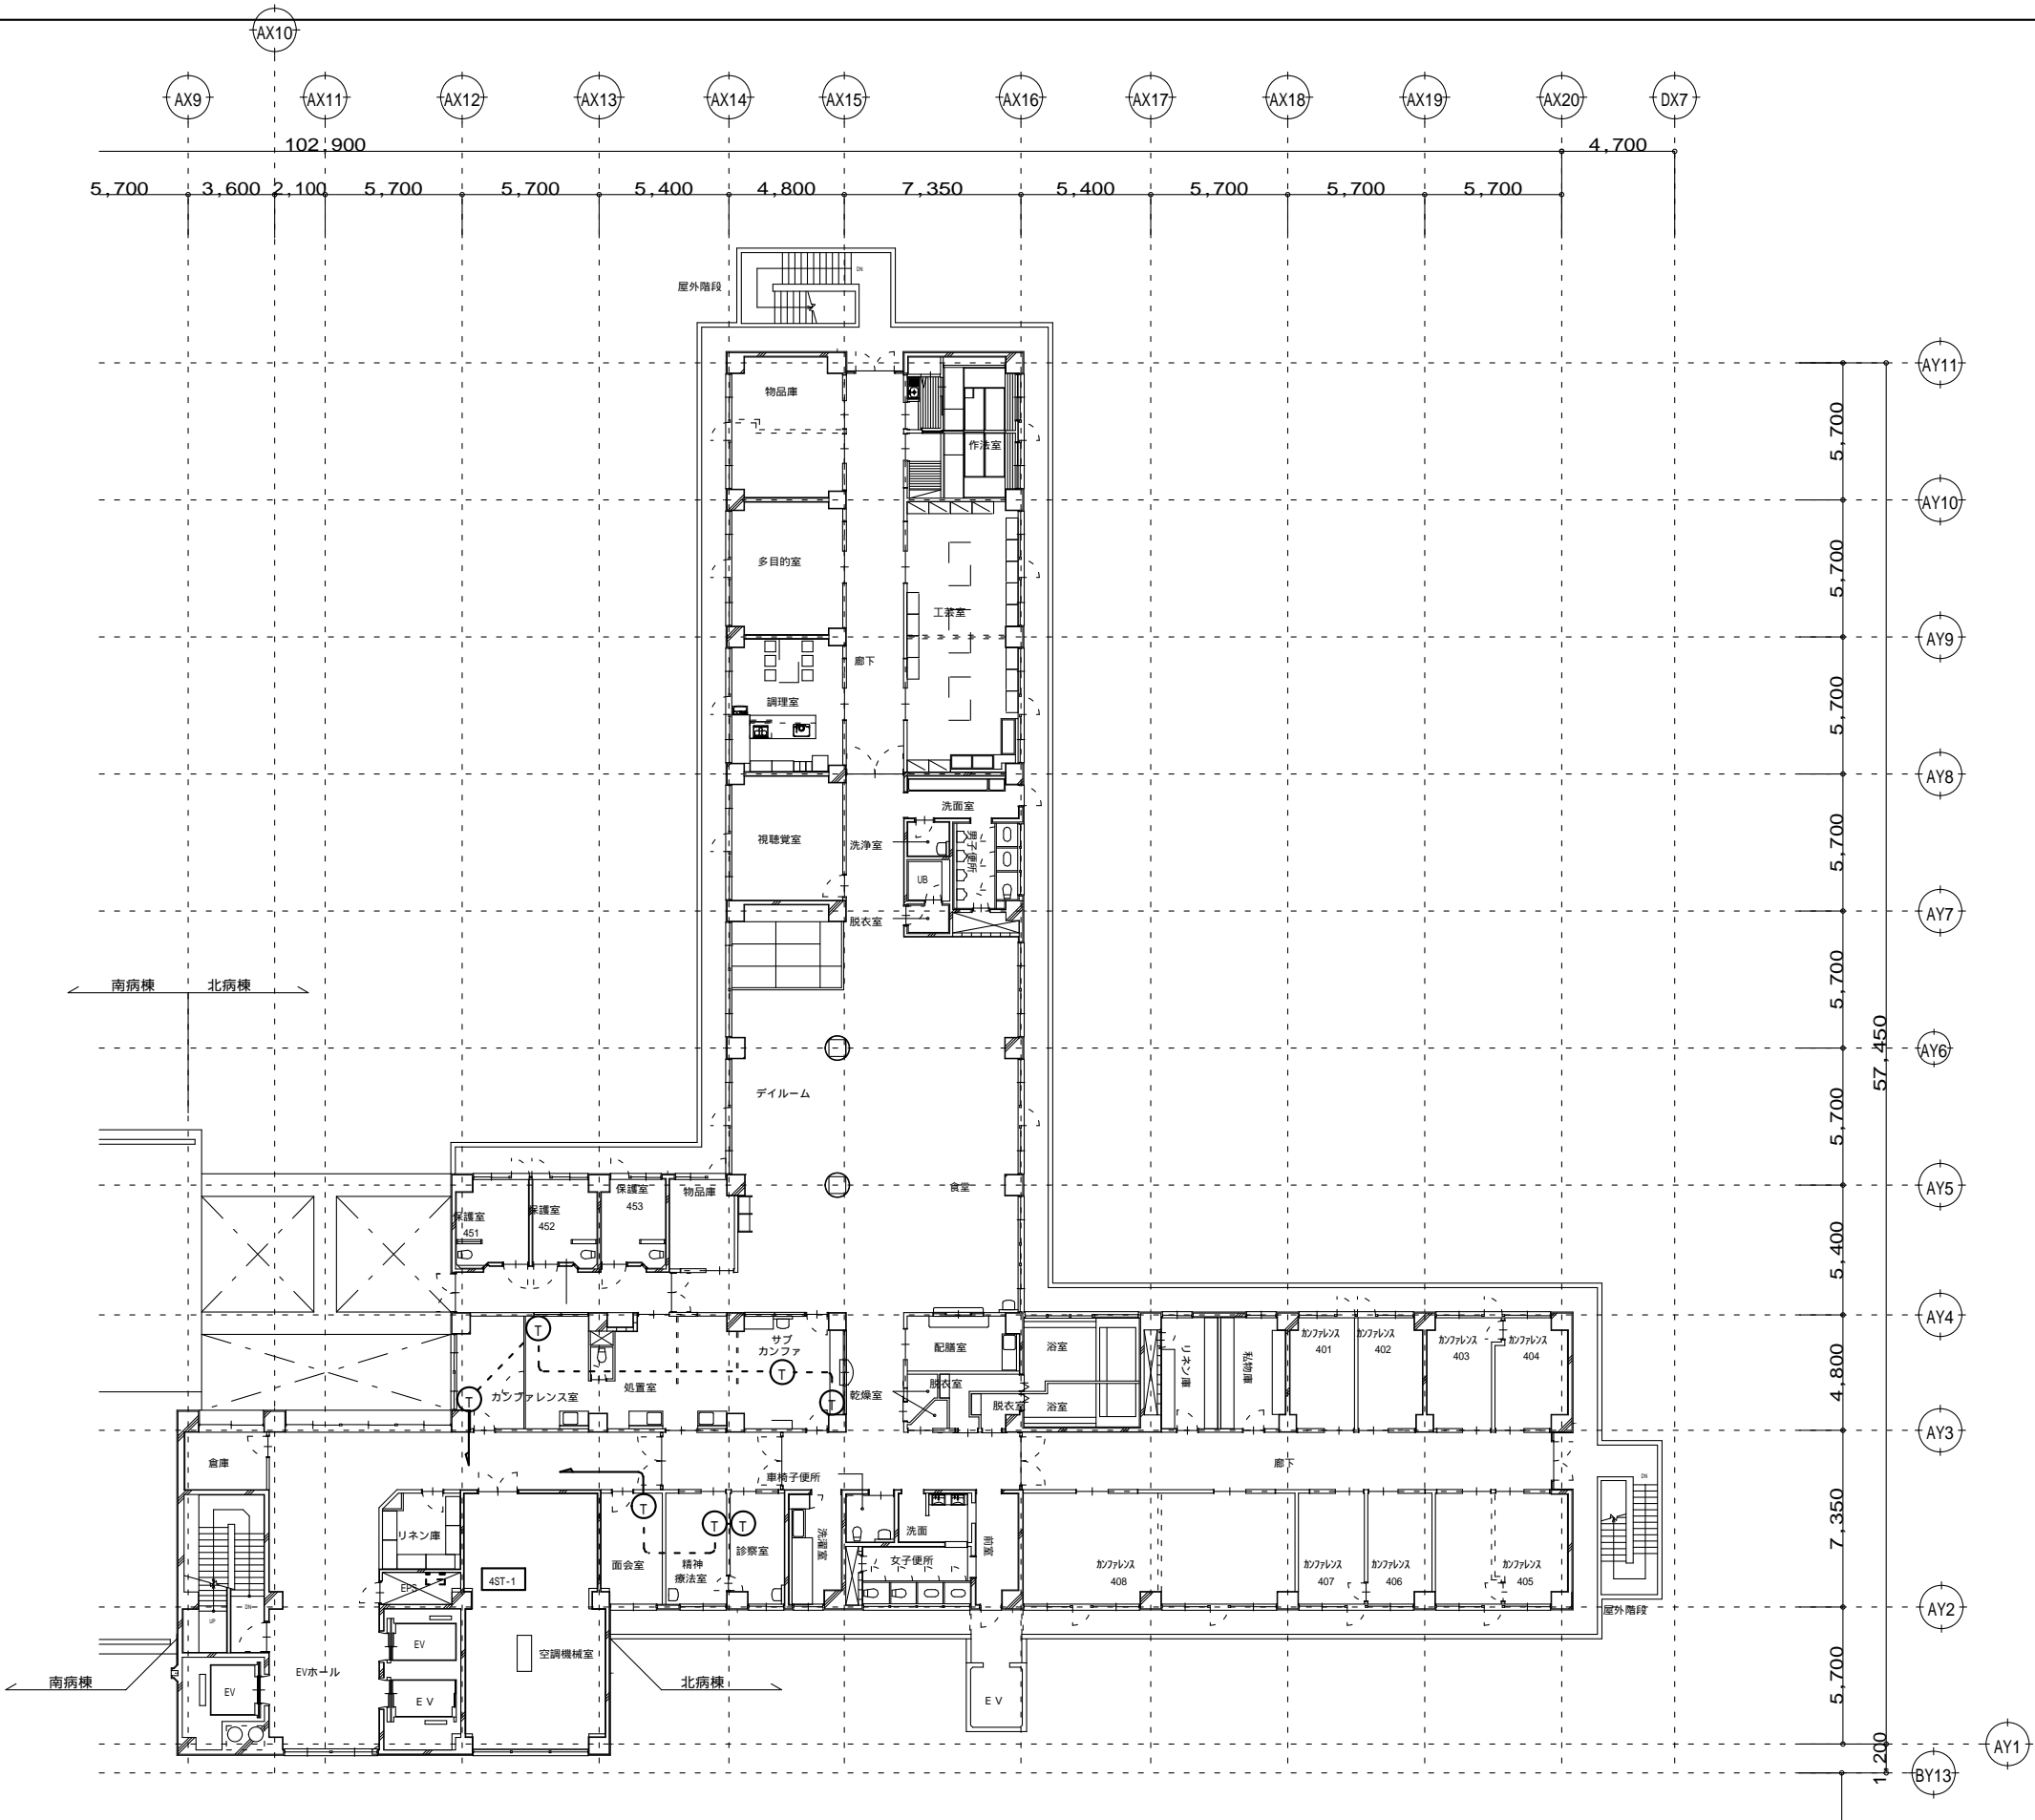 AX10
AX9
AX11
AX12
AX13
AX14
AX15
AX16
AX17
AX18
AX19
AX20
DX7
102,900
4,700
5,700
3,600
2,100
5,700
5,700
5,400
4,800
7,350
5,400
5,700
5,700
5,700
屋外階段
DN
AY11
物品庫
作法室
5,700
AY10
多目的室
工芸室
5,700
AY9
廊下
調理室
5,700
AY8
洗面室
視聴覚室
洗浄室
男子便所
UB
5,700
AY7
脱衣室
南病棟
北病棟
5,700
57,450
AY6
デイルーム
5,700
AY5
食堂
保護室
451
保護室
452
保護室
453
物品庫
5,400
AY4
サブ
カンファ
T
T
T
T
カンファレンス室
処置室
乾燥室
配膳室
脱衣室
脱衣室
浴室
浴室
リネン庫
私物庫
カンファレンス
401
カンファレンス
402
カンファレンス
403
カンファレンス
404
4,800
AY3
倉庫
車椅子便所
廊下
DN
リネン庫
T
T
T
面会室
精神
療法室
診察室
洗濯室
洗面
女子便所
前室
カンファレンス
408
カンファレンス
407
カンファレンス
406
カンファレンス
405
7,350
EPS
4ST-1
UP
DN
屋外階段
AY2
EV
EV
EV
EVホール
空調機械室
南病棟
北病棟
EV
5,700
AY1
1,200
BY13